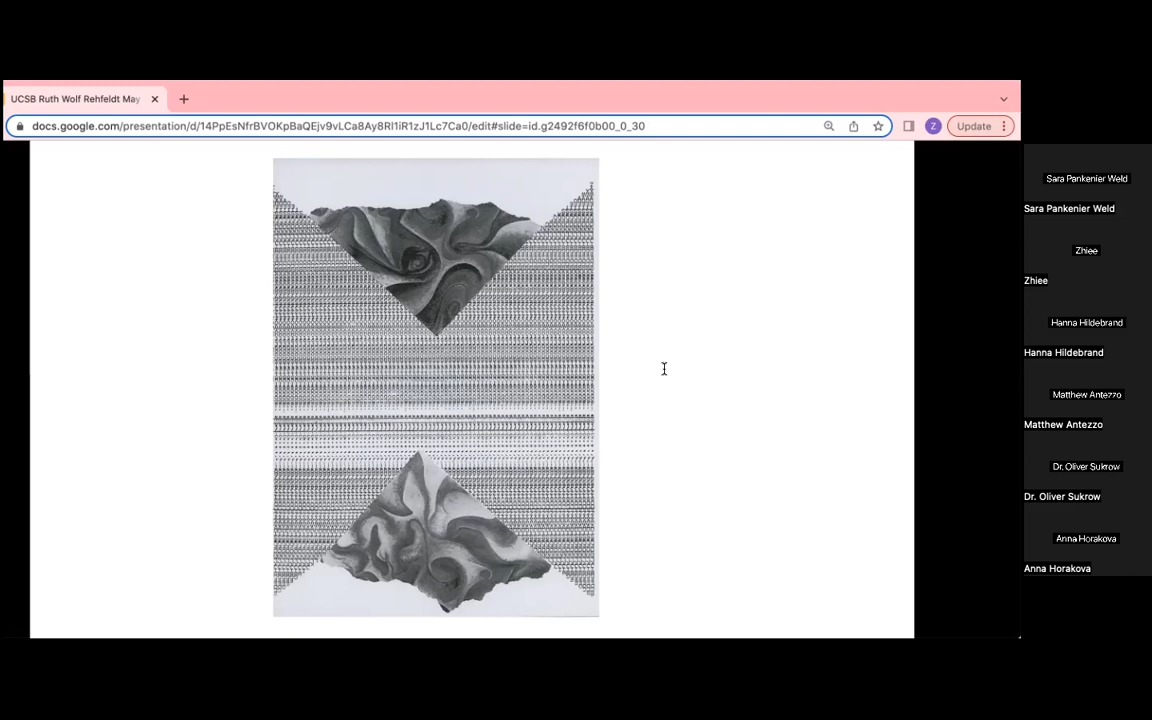 UCSB Ruth Wolf Rehfeldt May
docs.google.com/presentation/d/14PpEsNfrBVOKpBaQEjv9vLCa8Ay8Rl1iR1zJ1Lc7Ca0/edit#slide=id.g2492f6f0b00_0_30
Z
Update
Sara Pankenier Weld
Sara Pankenier Weld
Zhiee
Zhiee
Hanna Hildebrand
Hanna Hildebrand
Matthew Antezzo
Matthew Antezzo
Dr. Oliver Sukrow
Dr. Oliver Sukrow
Anna Horakova
Anna Horakova